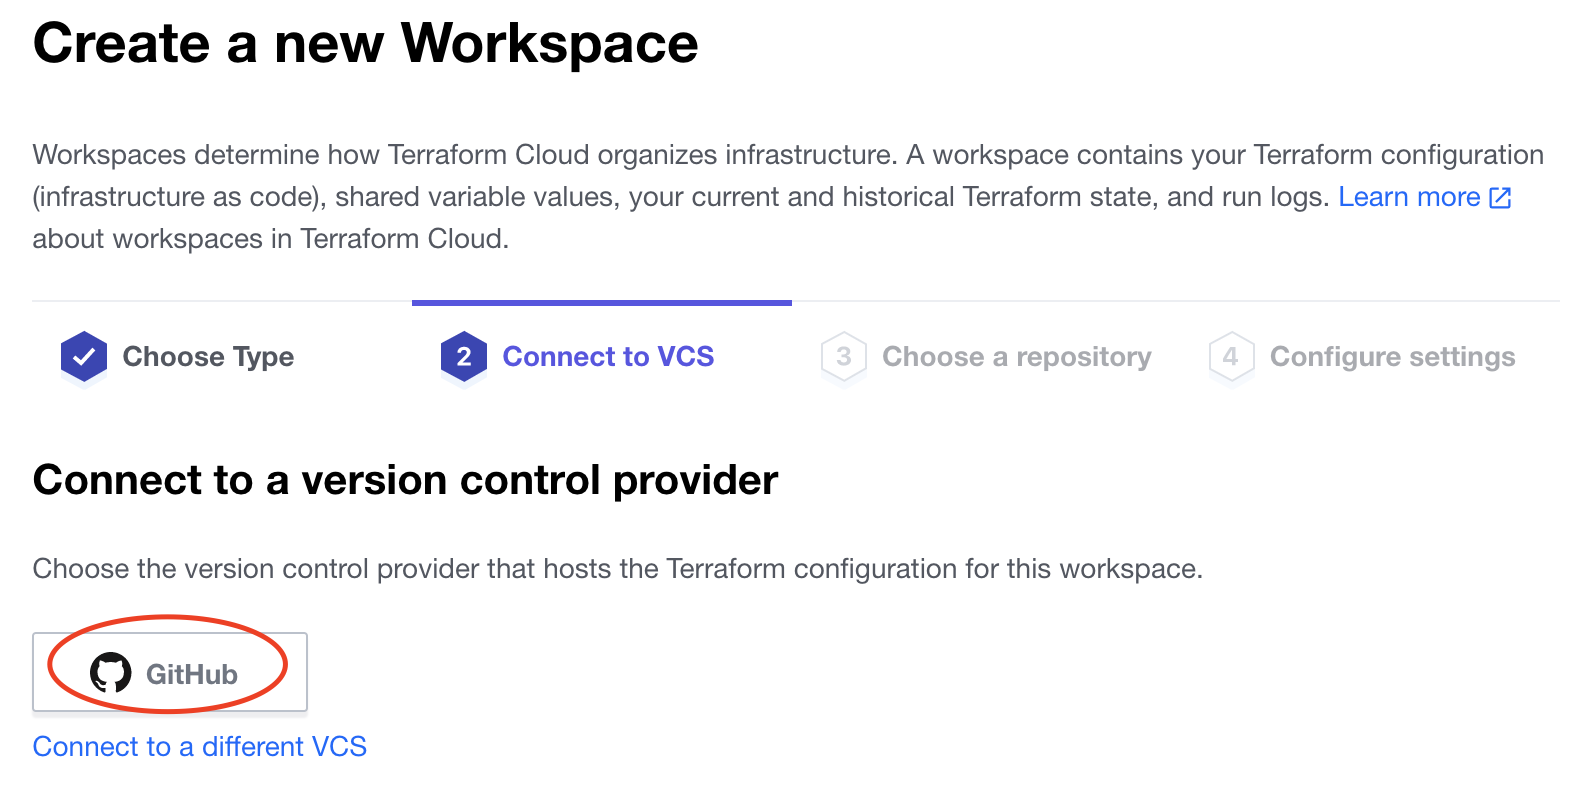 Create a new Workspace
Workspaces determine how Terraform Cloud organizes infrastructure. A workspace contains your Terraform configuration
(infrastructure as code), shared variable values, your current and historical Terraform state, and run logs. Learn more
about workspaces in Terraform Cloud.
Choose Type
2 Connect to VCS
3 Choose a repository
4 Configure settings
Connect to a version control provider
Choose the version control provider that hosts the Terraform configuration for this workspace.
GitHub
Connect to a different VCS